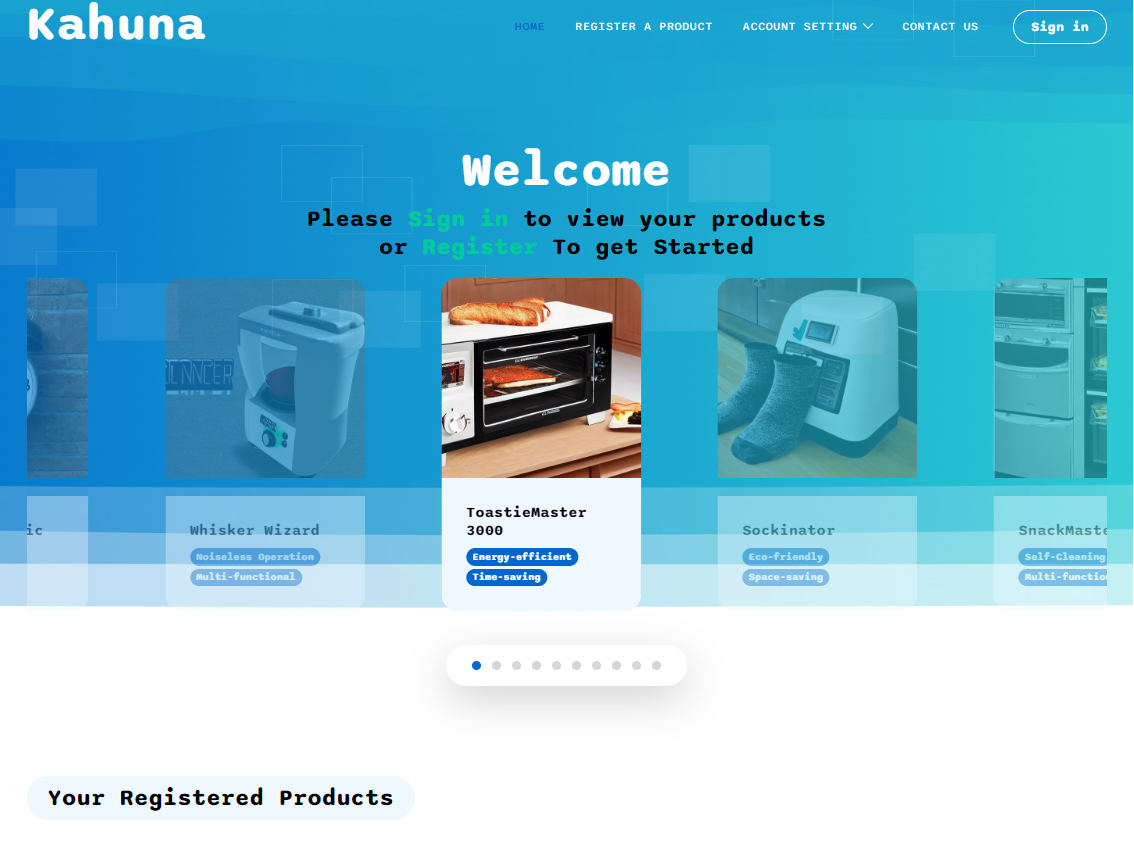 Kahuna
HOME
REGISTER A PRODUCT
ACCOUNT SETTING
CONTACT US
Sign in
Welcome
Please Sign in to view your products
or Register To get Started
ic
Whisker Wizard
Noiseless Operation
Multi-functional
ToastieMaster
3000
Energy-efficient
Time-saving
Sockinator
Eco-friendly
Space-saving
SnackMaste
Self-Cleaning
Multi-function
Your Registered Products